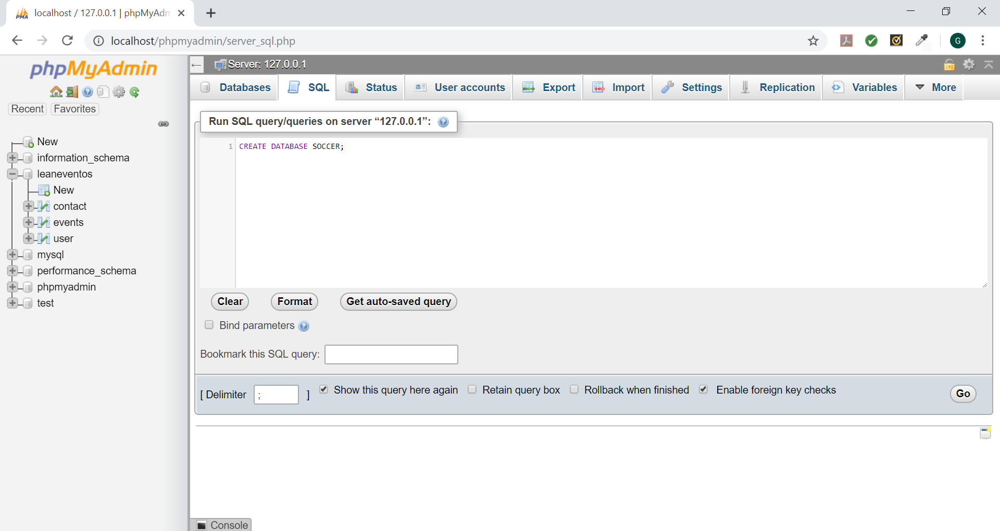 localhost / 127.0.0.1 | phpMyAdm
localhost/phpmyadmin/server_sql.php
G
phpMyAdmin
Recent Favorites
New
information_schema
leaneventos
New
contact
events
user
mysql
performance_schema
phpmyadmin
test
Server: 127.0.0.1
Databases SQL Status User accounts Export Import Settings Replication Variables More
Run SQL query/queries on server “127.0.0.1”:
1 CREATE DATABASE SOCCER;
Clear Format Get auto-saved query
Bind parameters
Bookmark this SQL query:
[ Delimiter ; ] Show this query here again Retain query box Rollback when finished Enable foreign key checks Go
Console